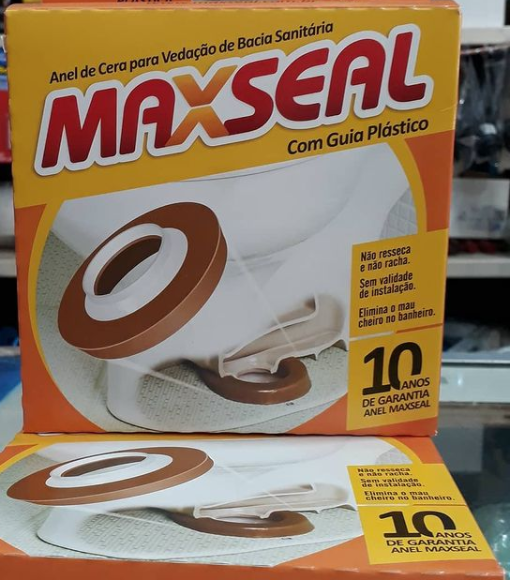 Anel de Cera para Vedação de Bacia Sanitária
MAXSEAL
Com Guia Plástico
Não resseca
e não racha.
Sem validade
de instalação.
Elimina o mau
cheiro no banheiro.
10
ANOS
DE GARANTIA
ANEL MAXSEAL
Não resseca
e não racha.
Sem validade
de instalação.
Elimina o mau
cheiro no banheiro.
10
ANOS
DE GARANTIA
ANEL MAXSEAL